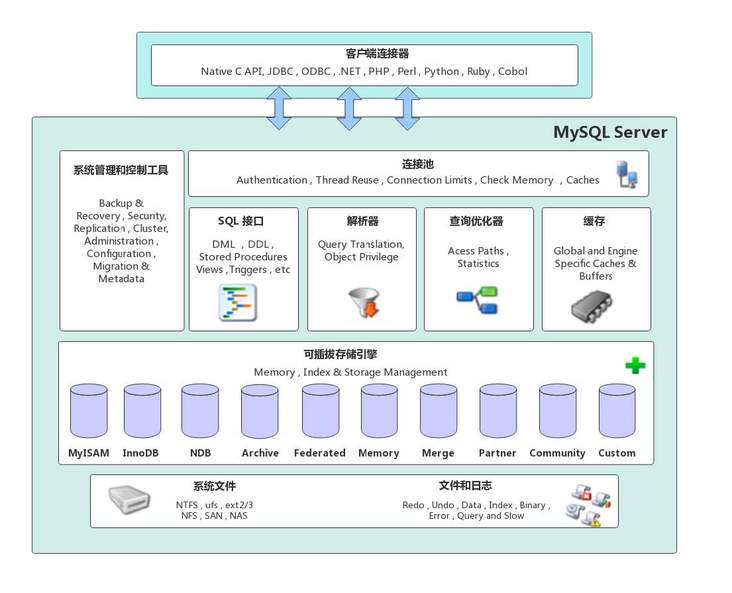 客户端连接器
Native C API, JDBC , ODBC , .NET , PHP , Perl , Python , Ruby , Cobol
MySQL Server
系统管理和控制工具
Backup &
Recovery , Security,
Replication , Cluster,
Administration ,
Configuration ,
Migration &
Metadata
连接池
Authentication , Thread Reuse , Connection Limits , Check Memory , Caches
SQL 接口
DML , DDL ,
Stored Procedures
Views ,Triggers , etc
解析器
Query Translation,
Object Privilege
查询优化器
Acess Paths ,
Statistics
缓存
Global and Engine
Specific Caches &
Buffers
可插拔存储引擎
Memory , Index & Storage Management
MyISAM
InnoDB
NDB
Archive
Federated
Memory
Merge
Partner
Community
Custom
系统文件
NTFS , ufs , ext2/3
NFS , SAN , NAS
文件和日志
Redo , Undo , Data , Index , Binary ,
Error , Query and Slow